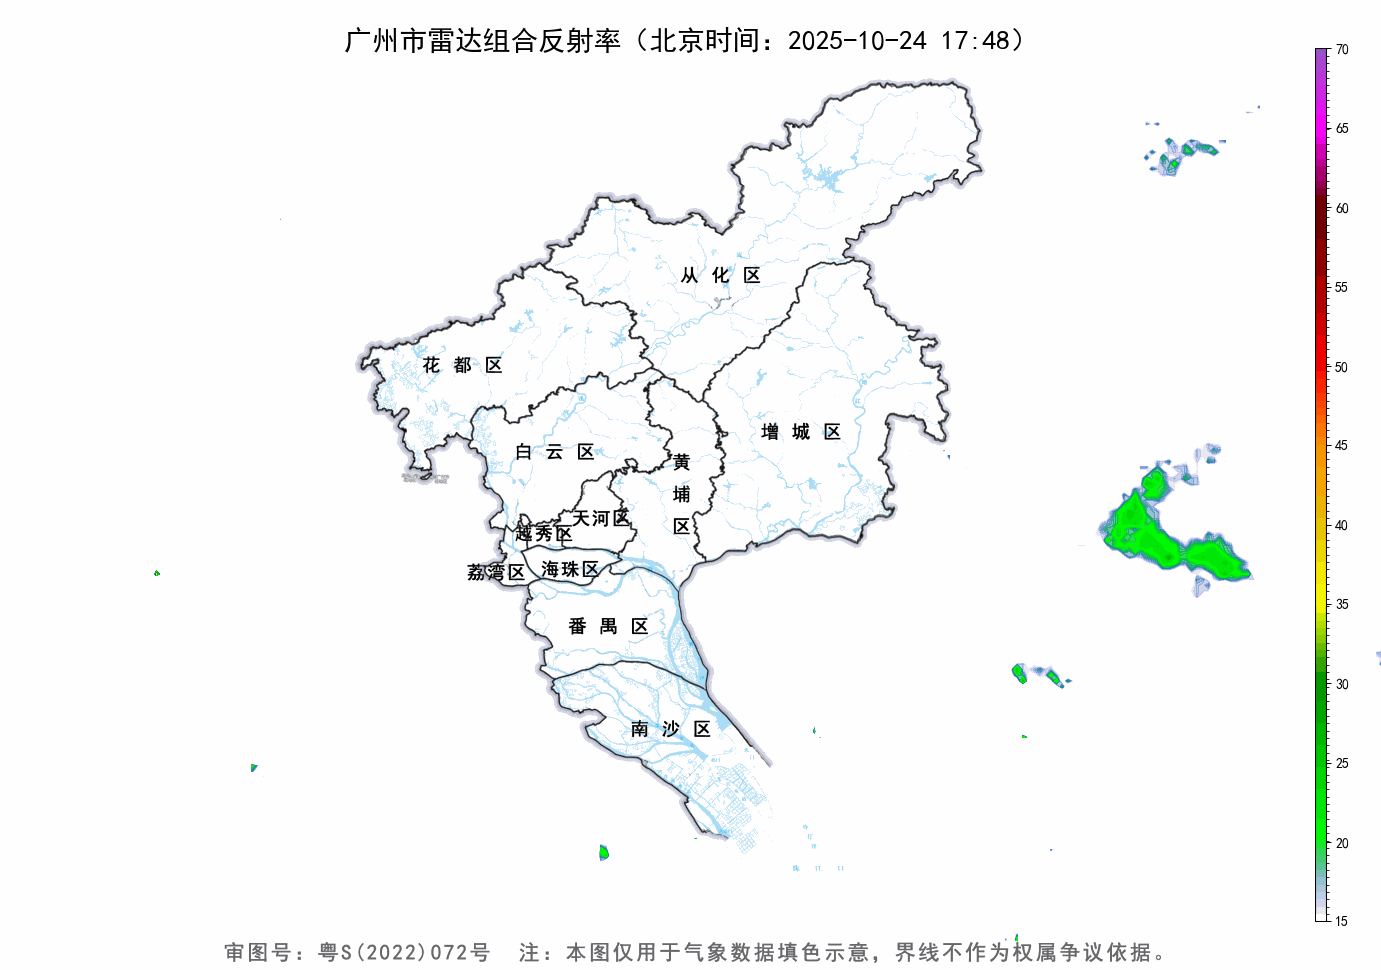 广州市雷达组合反射率（北京时间：2025-10-24 17:48）
70
65
60
55
50
45
40
35
30
25
20
15
从化区
花都区
增城区
白云区
黄埔区
天河区
越秀区
荔湾区
海珠区
番禺区
南沙区
审图号：粤S(2022)072号 注：本图仅用于气象数据填色示意，界线不作为权属争议依据。